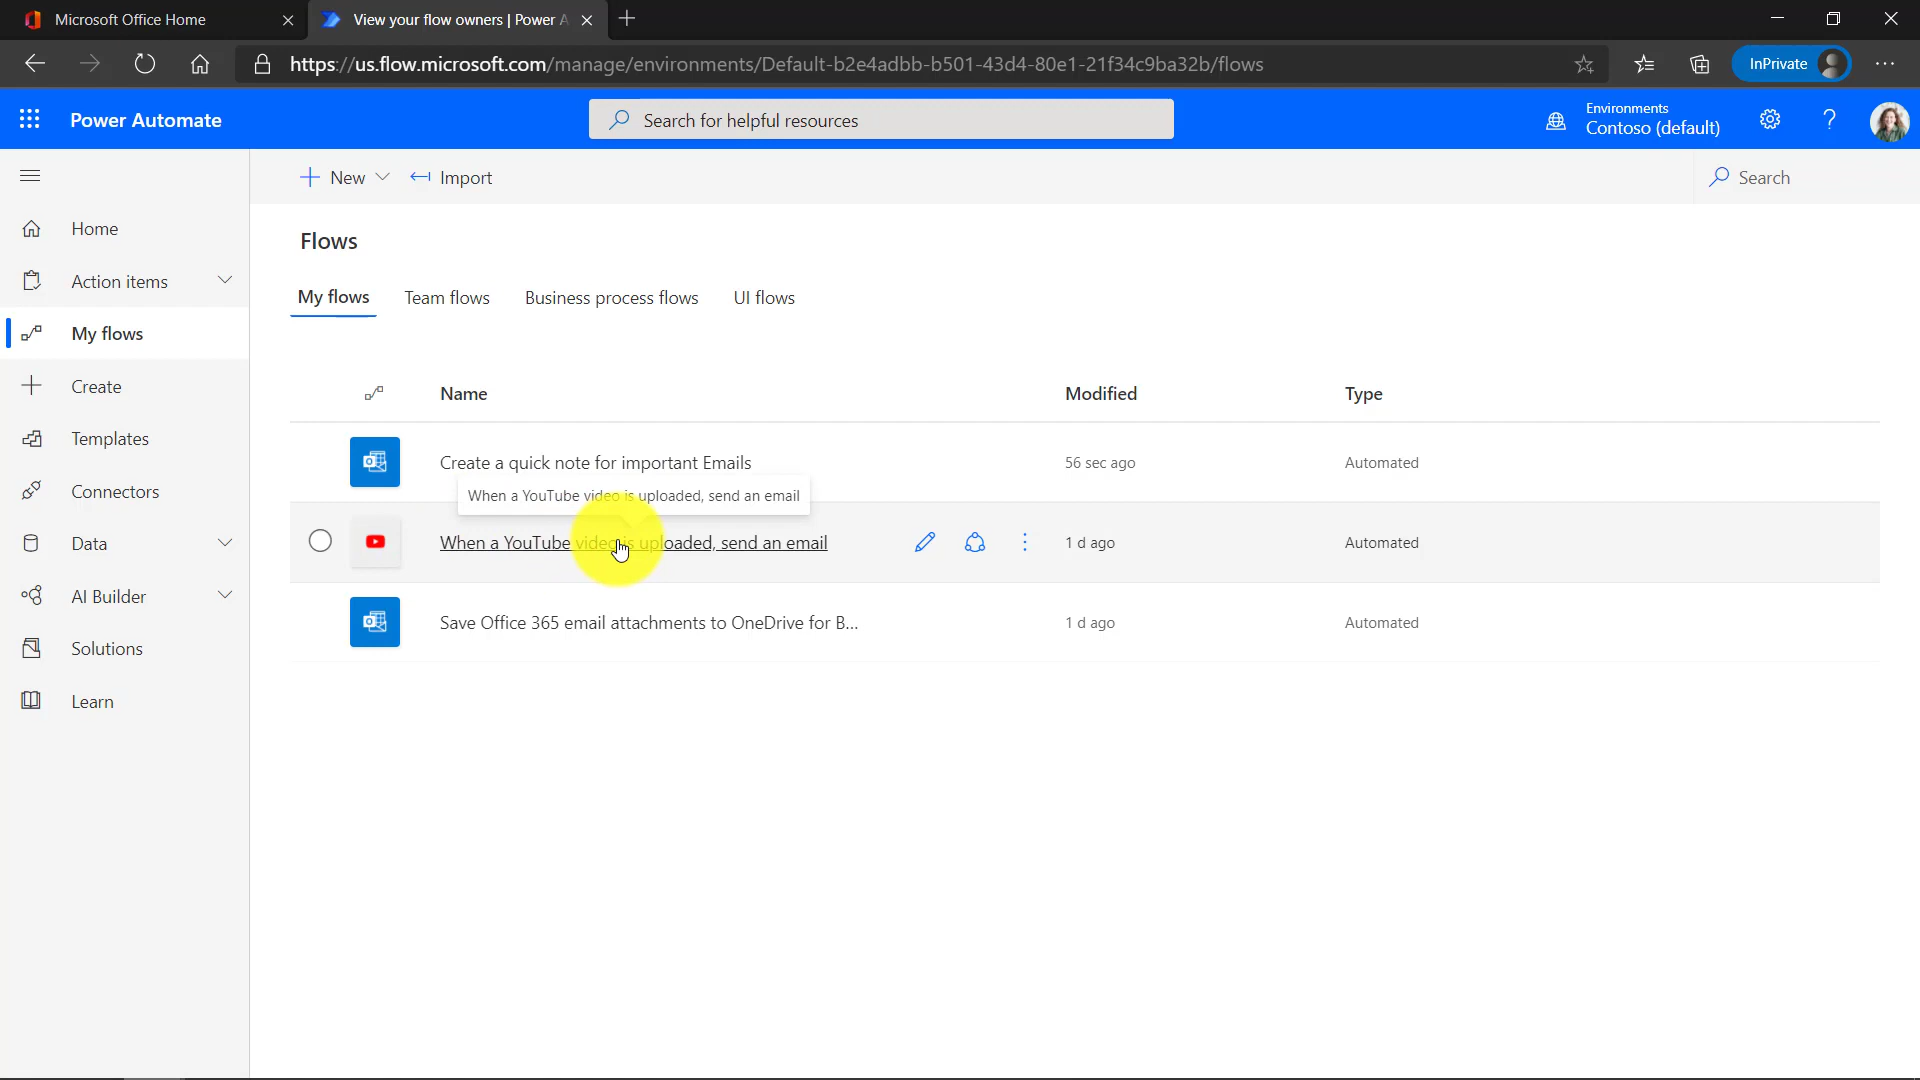 Microsoft Office Home
View your flow owners | Power A
https://us.flow.microsoft.com/manage/environments/Default-b2e4adbb-b501-43d4-80e1-21f34c9ba32b/flows
InPrivate
Power Automate
Search for helpful resources
Environments
Contoso (default)
?
New
Import
Search
Home
Action items
My flows
Create
Templates
Connectors
Data
AI Builder
Solutions
Learn
Flows
My flows Team flows Business process flows UI flows
Name Modified Type
Create a quick note for important Emails 56 sec ago Automated
When a YouTube video is uploaded, send an email
When a YouTube video is uploaded, send an email 1 d ago Automated
Save Office 365 email attachments to OneDrive for B... 1 d ago Automated